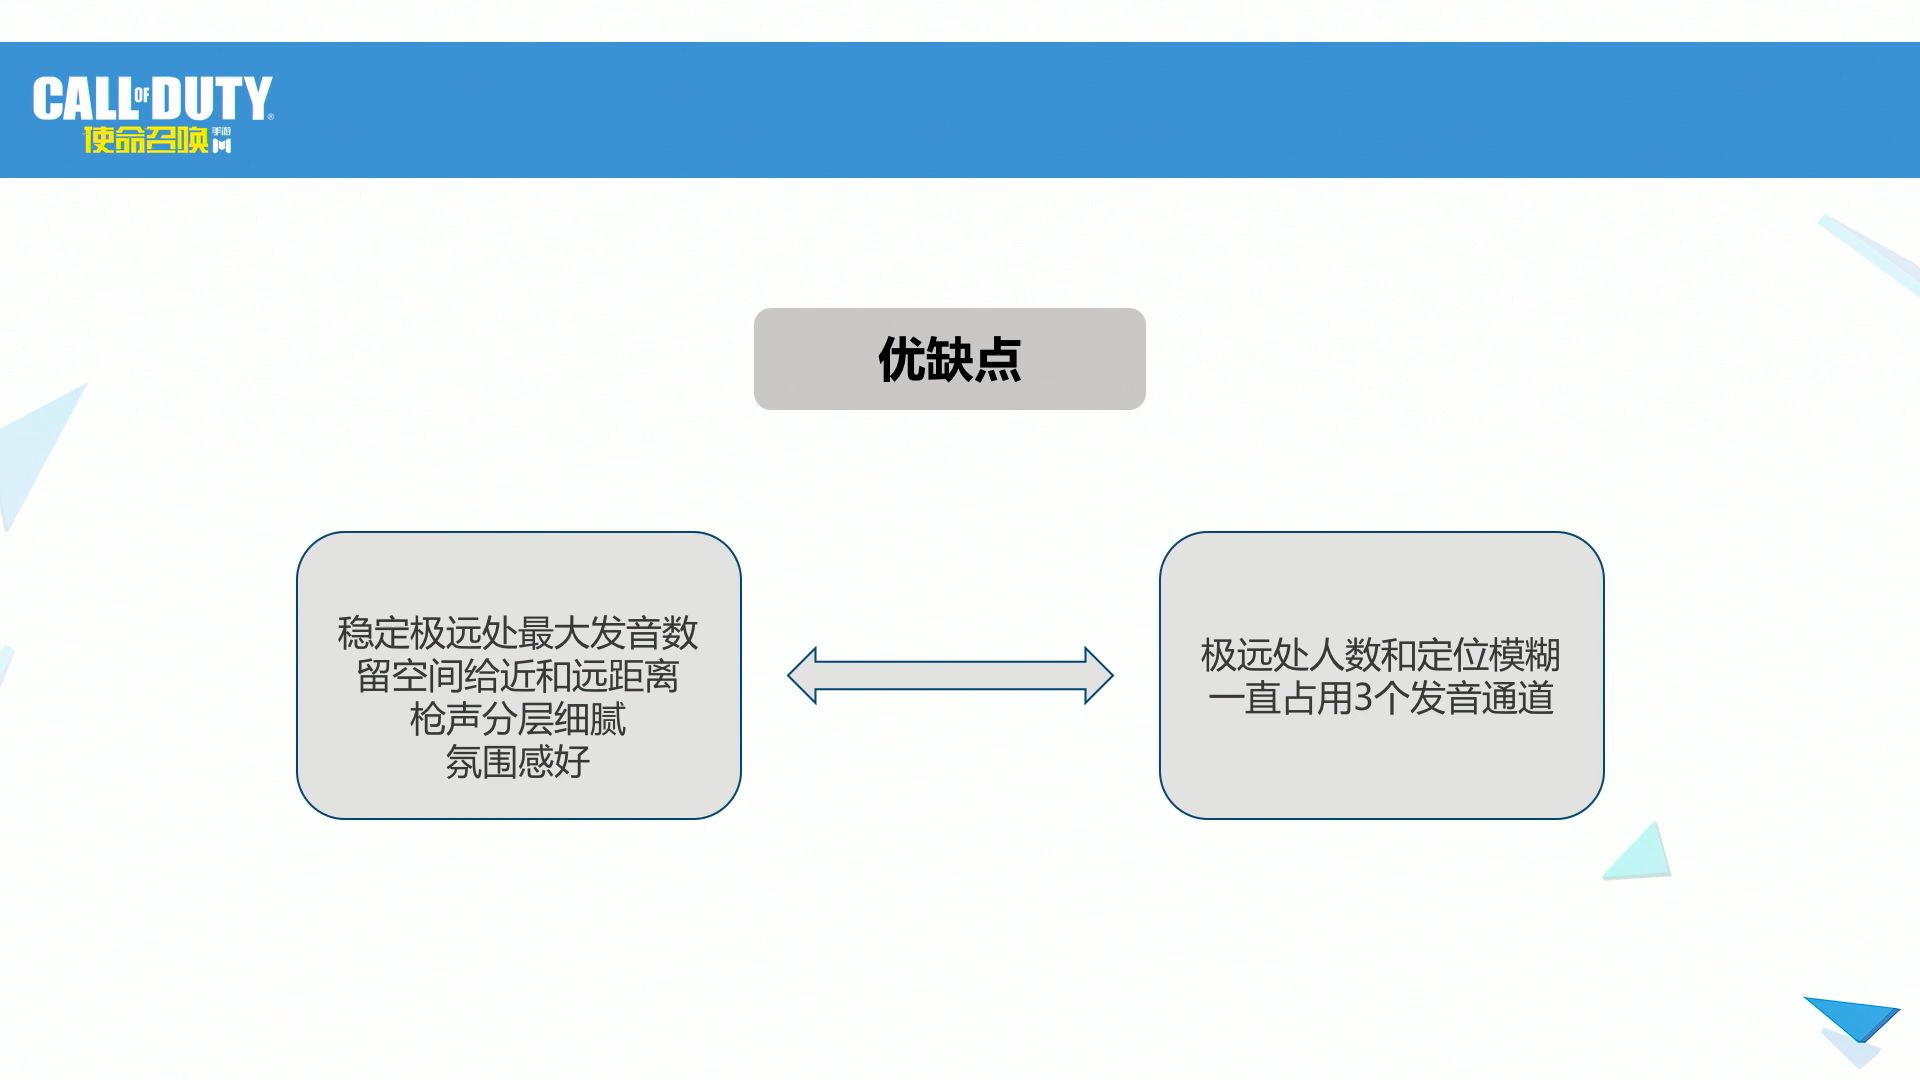 CALL OF DUTY®
使命召唤手游
M
优缺点
稳定极远处最大发音数
留空间给近和远距离
枪声分层细腻
氛围感好
极远处人数和定位模糊
一直占用3个发音通道